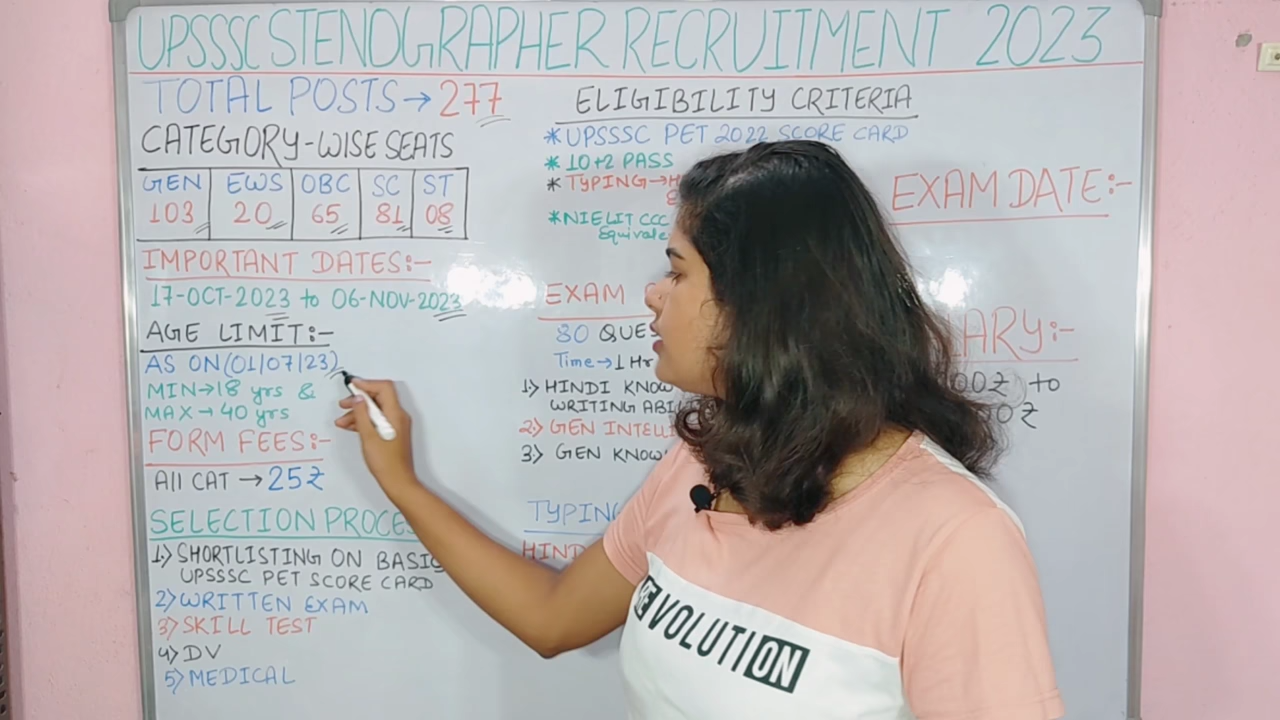 UPSSSC STENOGRAPHER RECRUITMENT 2023
TOTAL POSTS → 277
CATEGORY-WISE SEATS
GEN EWS OBC SC ST
103 20 65 81 08
IMPORTANT DATES:-
17-OCT-2023 to 06-NOV-2023
AGE LIMIT:-
AS ON (01/07/23)
MIN→18 yrs &
MAX → 40 yrs
FORM FEES:-
All CAT → 25₹
SELECTION PROCE
1) SHORTLISTING ON BASIS
UPSSSC PET SCORE CARD
2) WRITTEN EXAM
3) SKILL TEST
4) DV
5) MEDICAL
ELIGIBILITY CRITERIA
* UPSSSC PET 2022 SCORE CARD
* 10+2 PASS
* TYPING → H
* NIELIT CCC
Equivale
EXAM
80 QUES
Time → 1 Hr
1) HINDI KNOW
WRITING ABIL
2) GEN INTELLI
3) GEN KNOW
TYPING
HIND
EXAM DATE:-
ARY:-
00₹ to
0₹
REVOLUTION